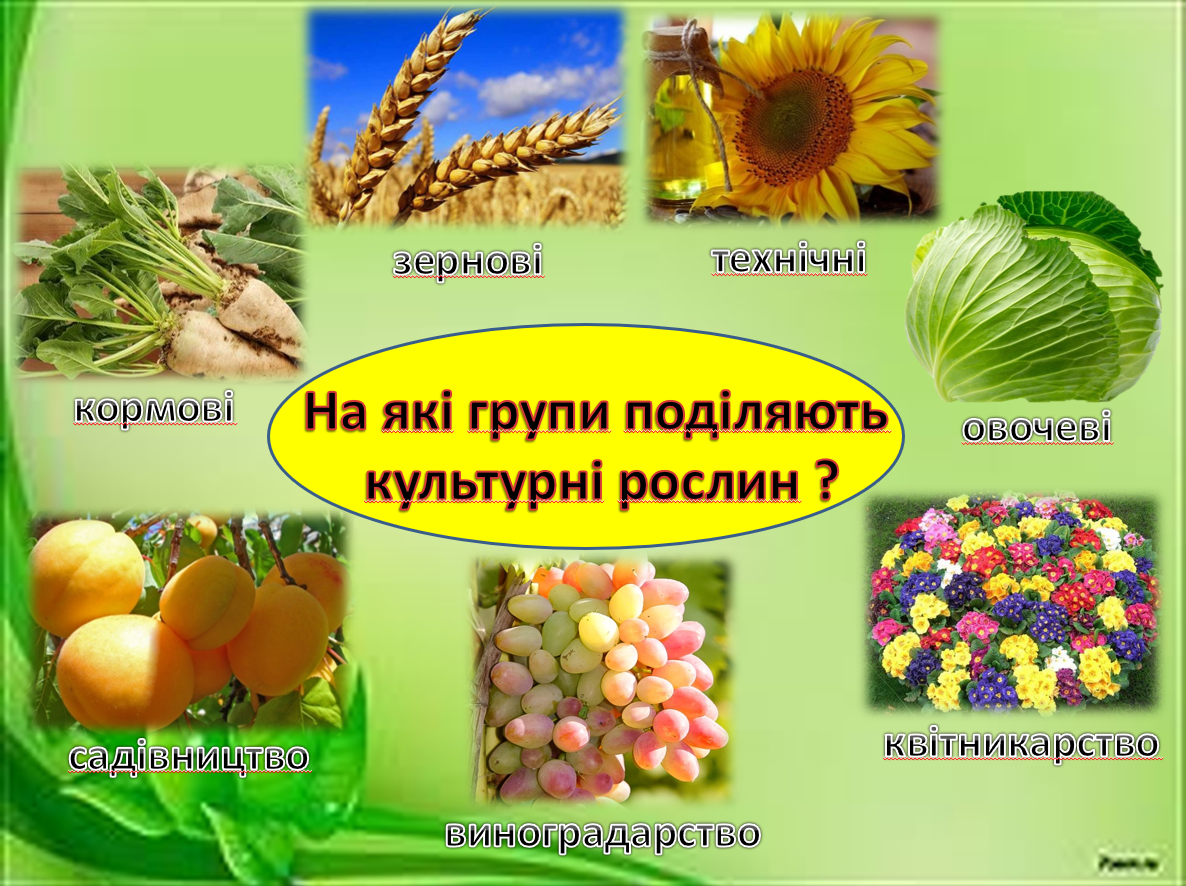 зернові
технічні
кормові
овочеві
На які групи поділяють
культурні рослин ?
садівництво
квітникарство
виноградарство